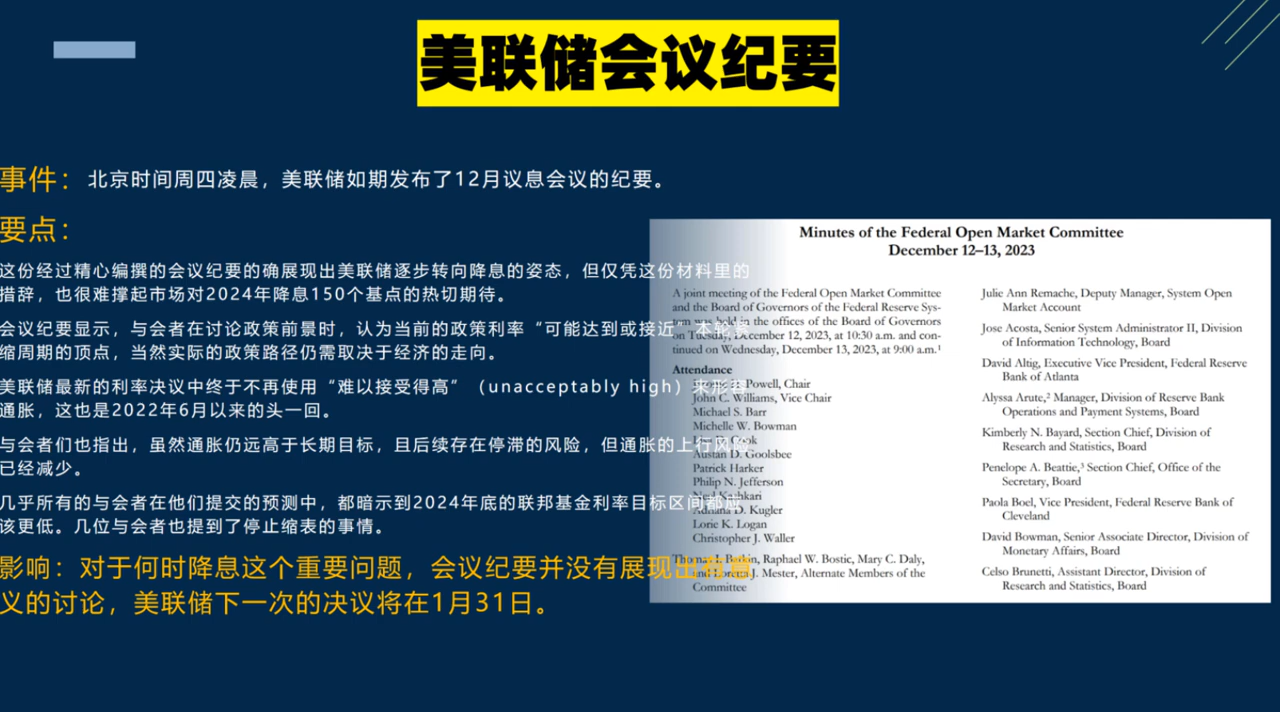 美联储会议纪要
事件：北京时间周四凌晨，美联储如期发布了12月议息会议的纪要。
要点：
这份经过精心编撰的会议纪要的确展现出美联储逐步转向降息的姿态，但仅凭这份材料里的
措辞，也很难撑起市场对2024年降息150个基点的热切期待。
会议纪要显示，与会者在讨论政策前景时，认为当前的政策利率“可能达到或接近”本轮紧
缩周期的顶点，当然实际的政策路径仍需取决于经济的走向。
美联储最新的利率决议中终于不再使用“难以接受得高”（unacceptably high）来形容
通胀，这也是2022年6月以来的头一回。
与会者们也指出，虽然通胀仍远高于长期目标，且后续存在停滞的风险，但通胀的上行风险
已经减少。
几乎所有的与会者在他们提交的预测中，都暗示到2024年底的联邦基金利率目标区间都应
该更低。几位与会者也提到了停止缩表的事情。
影响：对于何时降息这个重要问题，会议纪要并没有展现出有意
义的讨论，美联储下一次的决议将在1月31日。
Minutes of the Federal Open Market Committee
December 12–13, 2023
A joint meeting of the Federal Open Market Committee
and the Board of Governors of the Federal Reserve Sys-
tem was held in the offices of the Board of Governors
on Tuesday, December 12, 2023, at 10:30 a.m. and con-
tinued on Wednesday, December 13, 2023, at 9:00 a.m.¹
Attendance
Powell, Chair
John C. Williams, Vice Chair
Michael S. Barr
Michelle W. Bowman
Cook
Austan D. Goolsbee
Patrick Harker
Philip N. Jefferson
Kashkari
Adriana D. Kugler
Lorie K. Logan
Christopher J. Waller
Barkin, Raphael W. Bostic, Mary C. Daly,
and Loretta J. Mester, Alternate Members of the
Committee
Julie Ann Remache, Deputy Manager, System Open
Market Account
Jose Acosta, Senior System Administrator II, Division
of Information Technology, Board
David Altig, Executive Vice President, Federal Reserve
Bank of Atlanta
Alyssa Arute,² Manager, Division of Reserve Bank
Operations and Payment Systems, Board
Kimberly N. Bayard, Section Chief, Division of
Research and Statistics, Board
Penelope A. Beattie,³ Section Chief, Office of the
Secretary, Board
Paola Boel, Vice President, Federal Reserve Bank of
Cleveland
David Bowman, Senior Associate Director, Division of
Monetary Affairs, Board
Celso Brunetti, Assistant Director, Division of
Research and Statistics, Board